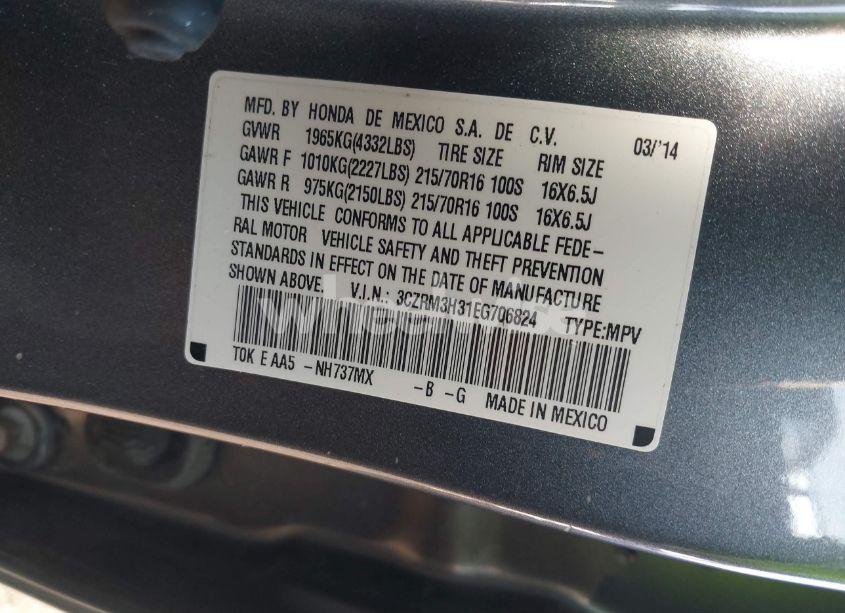 MFD. BY HONDA DE MEXICO S.A. DE C.V. 03/'14
GVWR 1965KG(4332LBS) TIRE SIZE RIM SIZE
GAWR F 1010KG(2227LBS) 215/70R16 100S 16X6.5J
GAWR R 975KG(2150LBS) 215/70R16 100S 16X6.5J
THIS VEHICLE CONFORMS TO ALL APPLICABLE FEDE-
RAL MOTOR VEHICLE SAFETY AND THEFT PREVENTION
STANDARDS IN EFFECT ON THE DATE OF MANUFACTURE
SHOWN ABOVE. V.I.N.: 3CZRM3H31EG706824 TYPE:MPV
T0K E AA5 -NH737MX -B -G MADE IN MEXICO